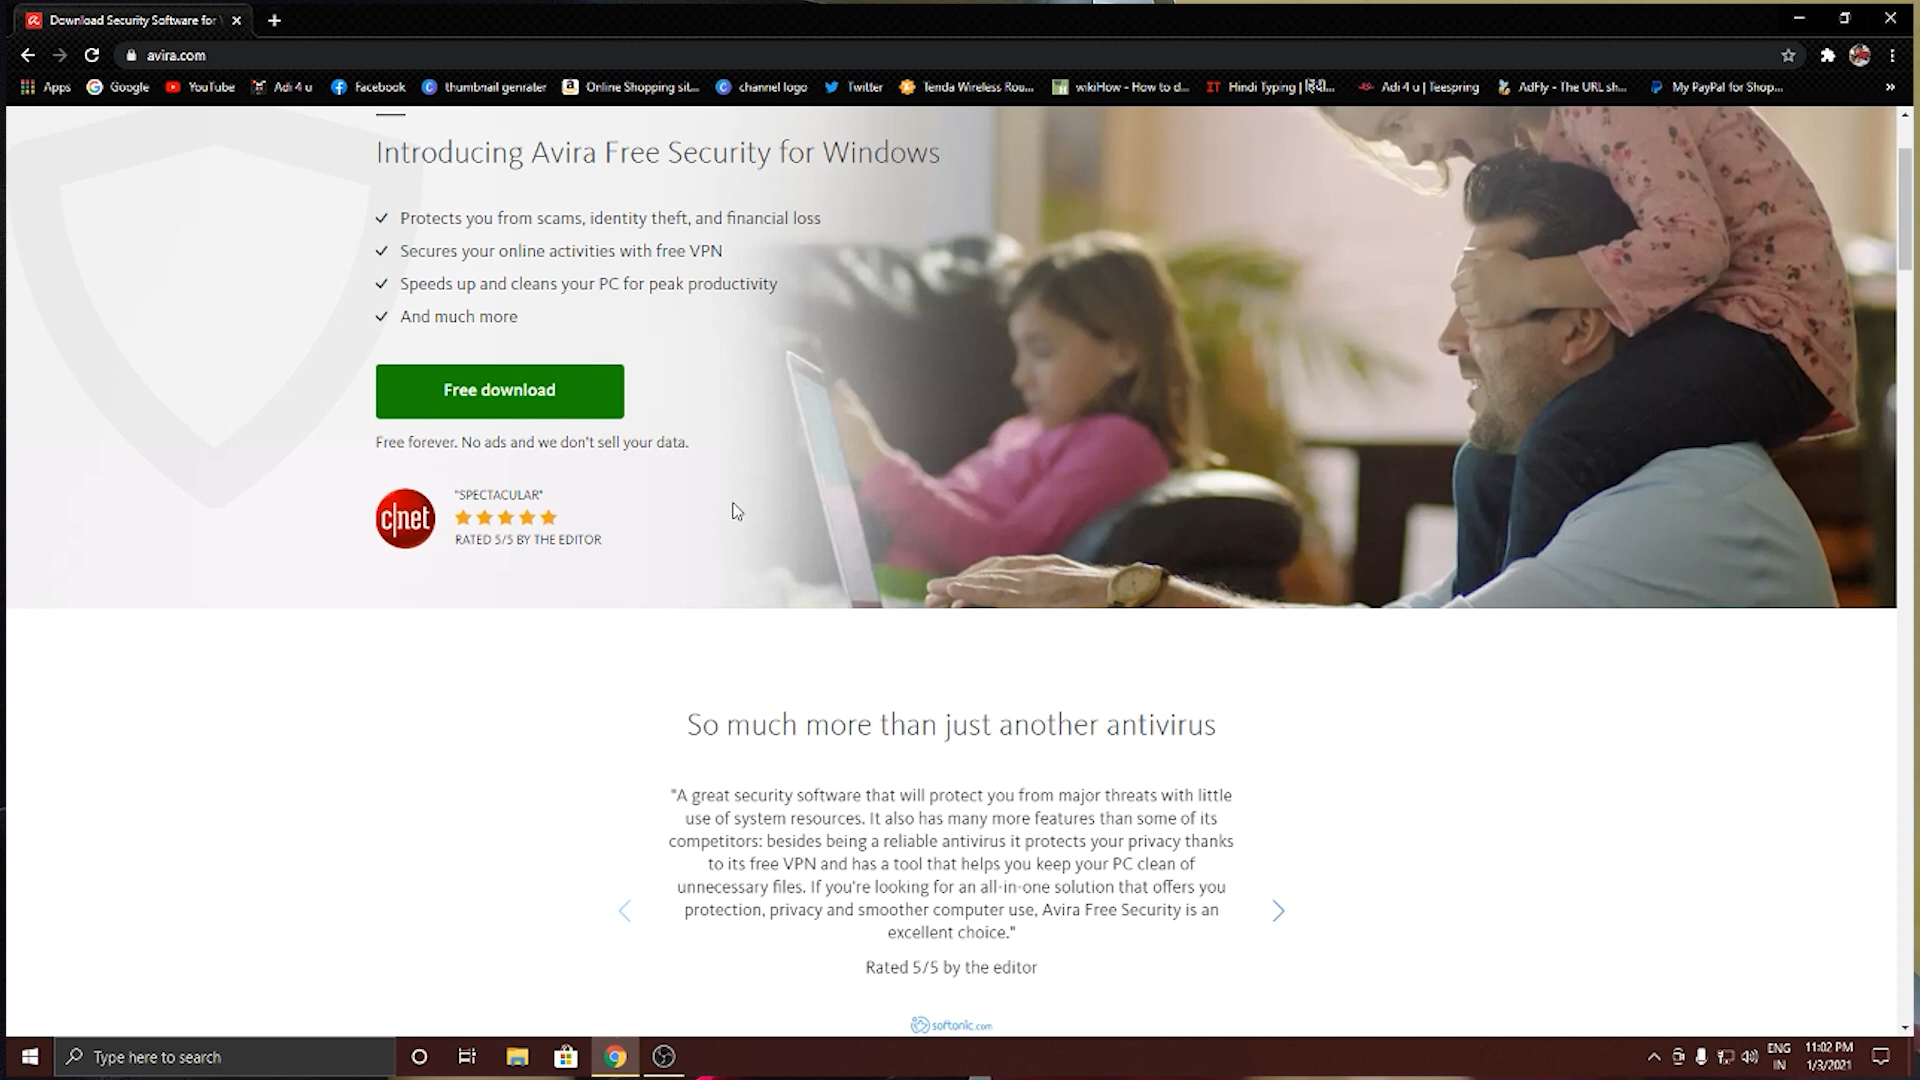 Download Security Software for
avira.com
Apps
Google
YouTube
Adi 4 u
Facebook
thumbnail genrater
Online Shopping sit...
channel logo
Twitter
Tenda Wireless Rou...
wikiHow - How to d...
Hindi Typing | हिंदी...
Adi 4 u | Teespring
AdFly - The URL sh...
My PayPal for Shop...
»
Introducing Avira Free Security for Windows
Protects you from scams, identity theft, and financial loss
Secures your online activities with free VPN
Speeds up and cleans your PC for peak productivity
And much more
Free download
Free forever. No ads and we don't sell your data.
c|net
"SPECTACULAR"
RATED 5/5 BY THE EDITOR
So much more than just another antivirus
"A great security software that will protect you from major threats with little
use of system resources. It also has many more features than some of its
competitors: besides being a reliable antivirus it protects your privacy thanks
to its free VPN and has a tool that helps you keep your PC clean of
unnecessary files. If you're looking for an all-in-one solution that offers you
protection, privacy and smoother computer use, Avira Free Security is an
excellent choice."
Rated 5/5 by the editor
softonic.com
Type here to search
ENG
IN
11:02 PM
1/3/2021